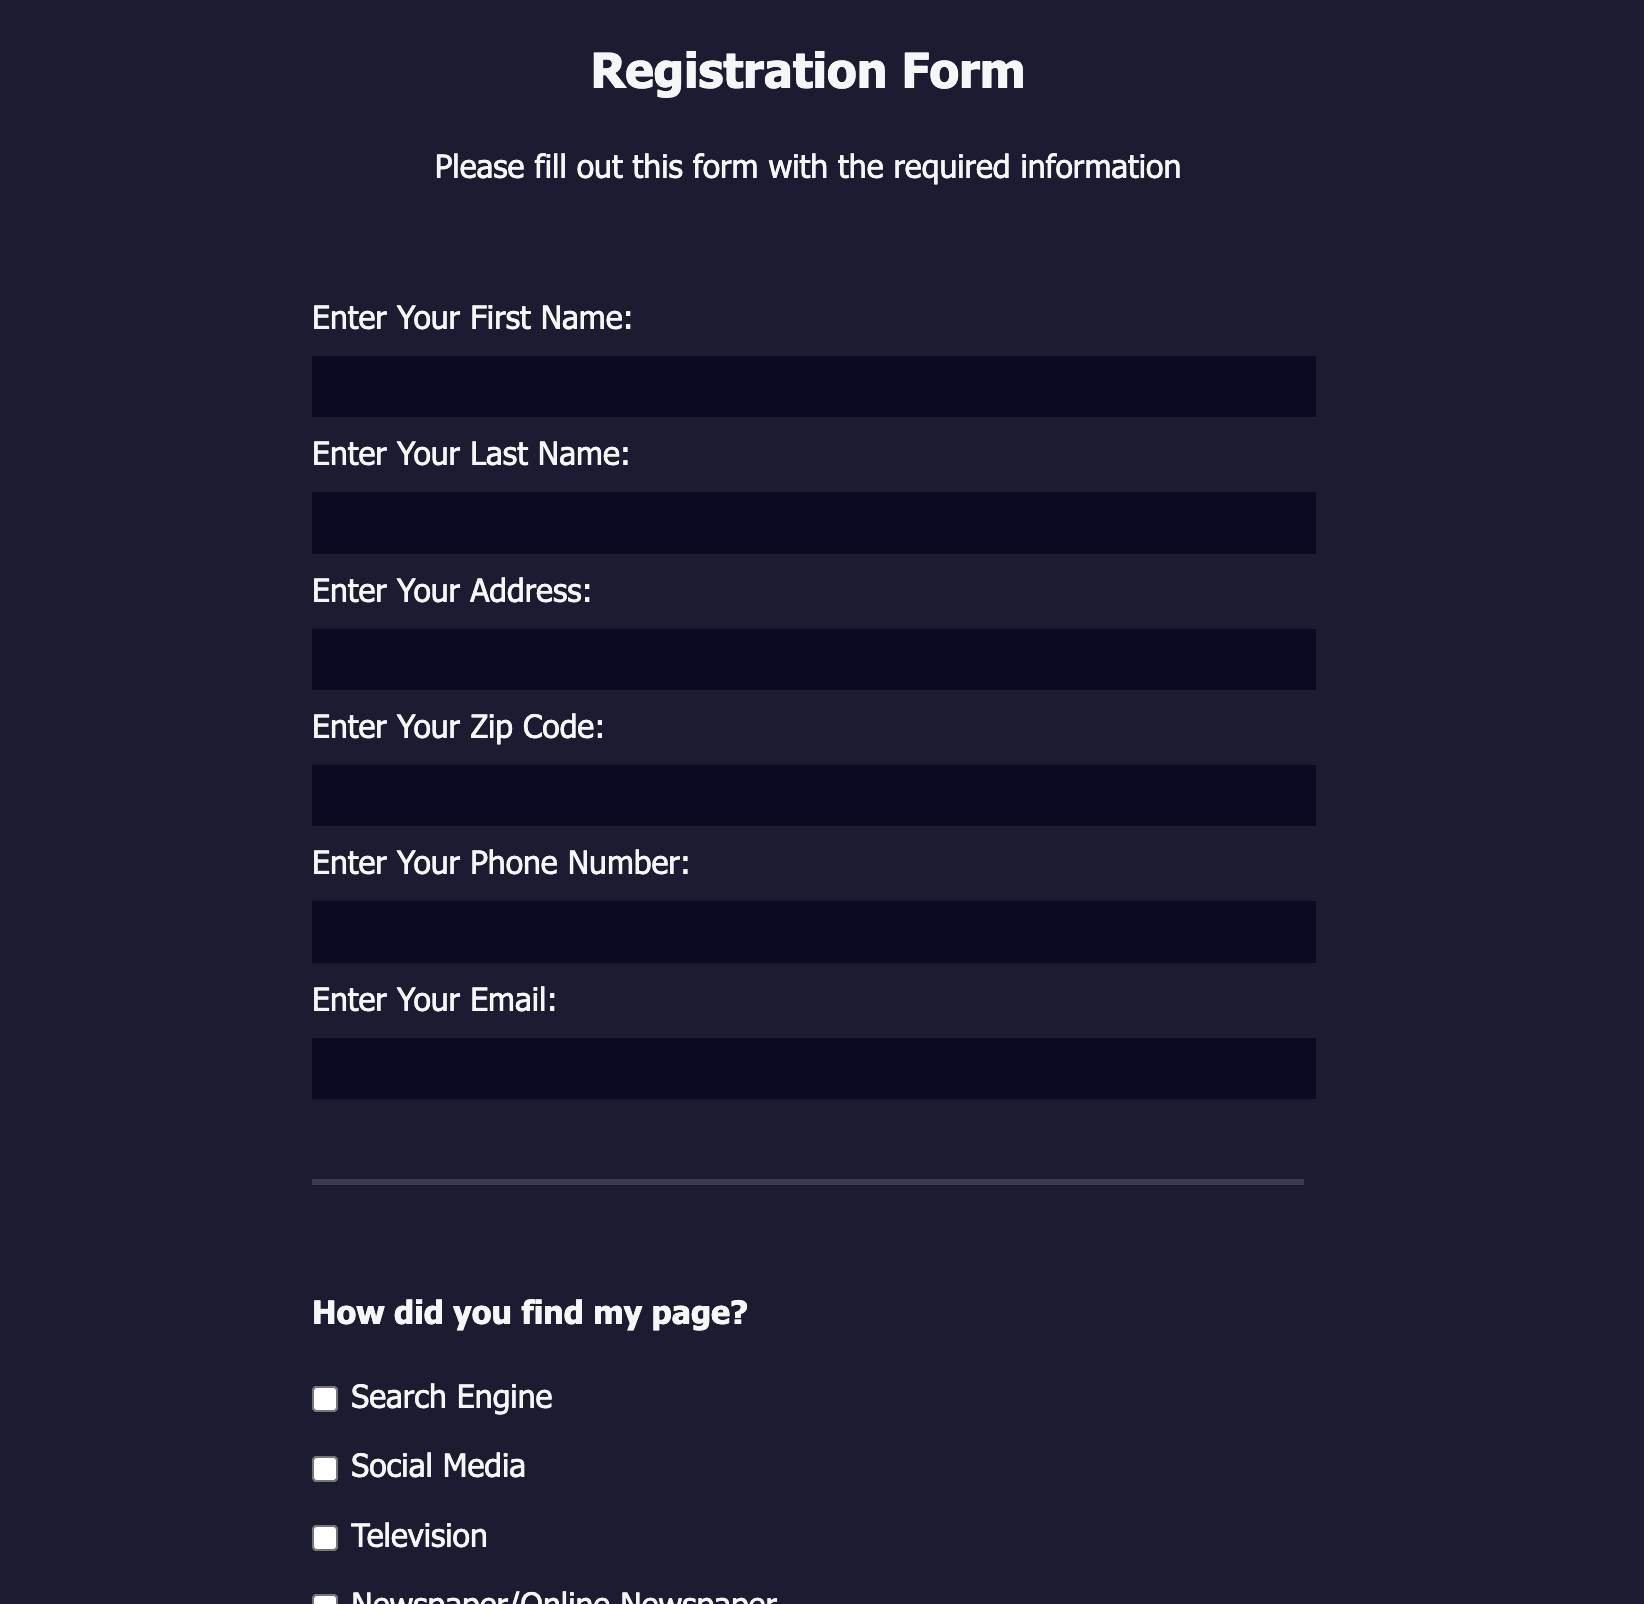 Registration Form
Please fill out this form with the required information
Enter Your First Name:
Enter Your Last Name:
Enter Your Address:
Enter Your Zip Code:
Enter Your Phone Number:
Enter Your Email:
How did you find my page?
Search Engine
Social Media
Television
Newspaper/Online Newspaper